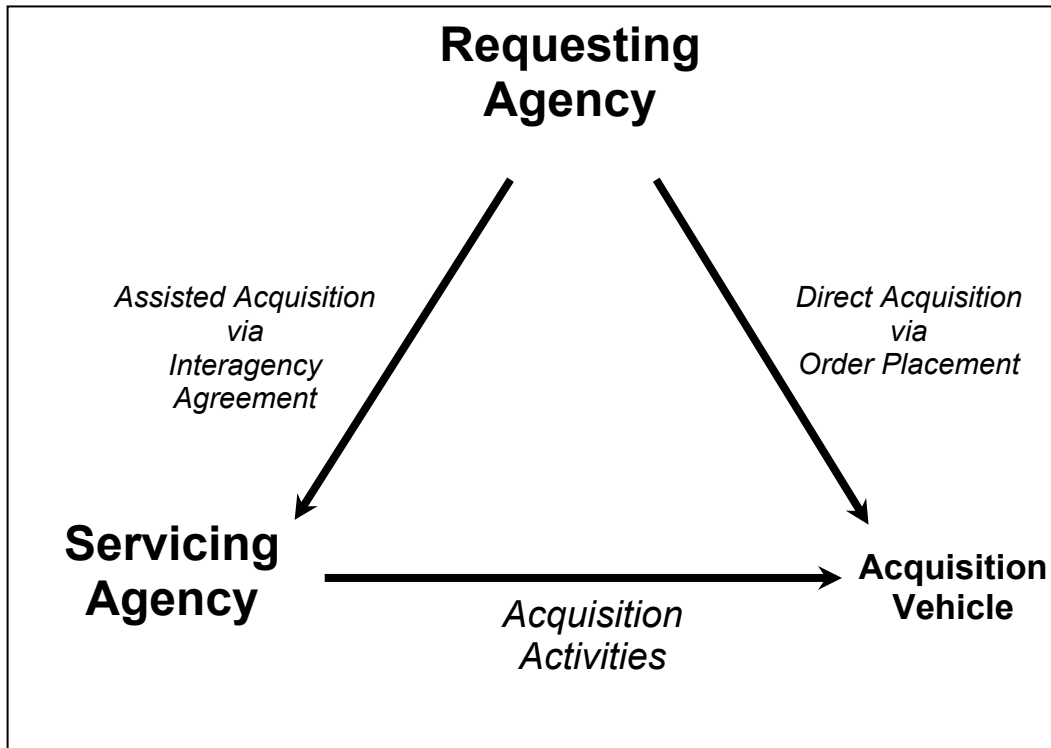 Requesting
Agency
Assisted Acquisition
via
Interagency
Agreement
Direct Acquisition
via
Order Placement
Servicing
Agency
Acquisition
Activities
Acquisition
Vehicle